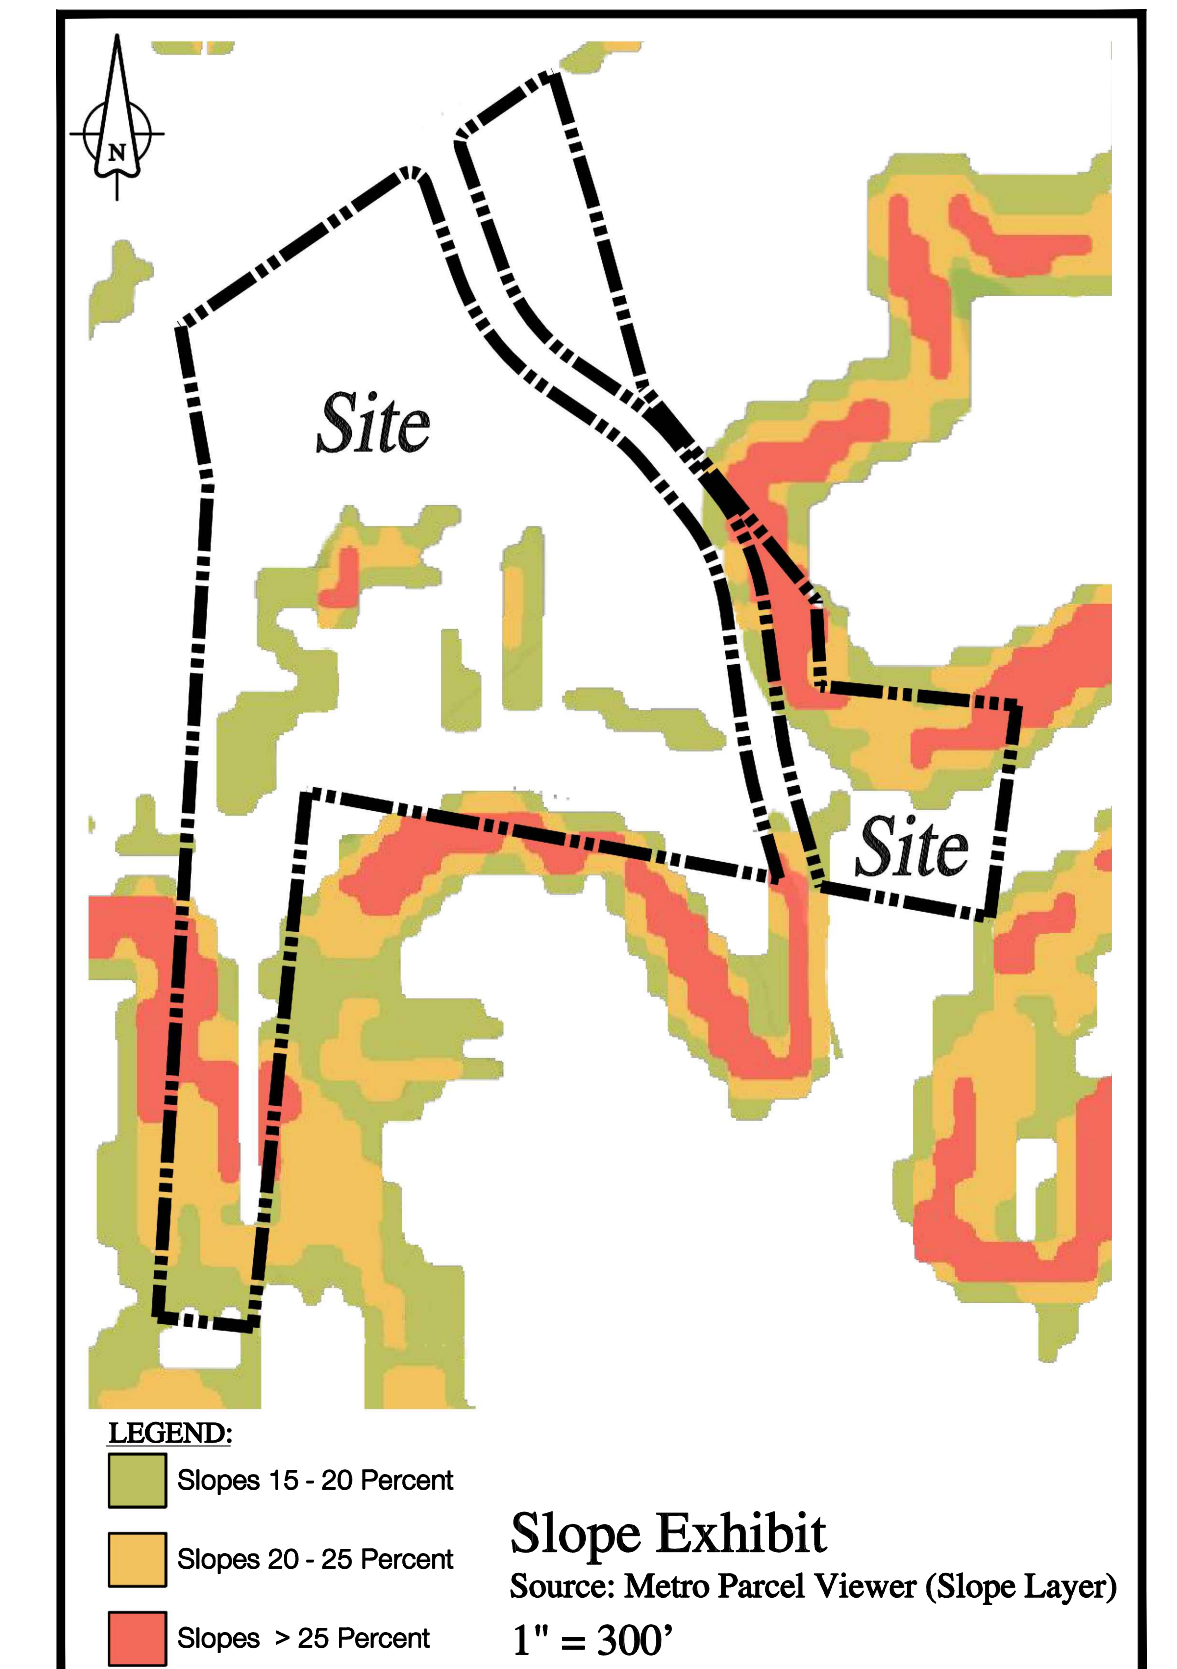 N
Site
Site
LEGEND:
Slopes 15 - 20 Percent
Slopes 20 - 25 Percent
Slopes > 25 Percent
Slope Exhibit
Source: Metro Parcel Viewer (Slope Layer)
1" = 300'